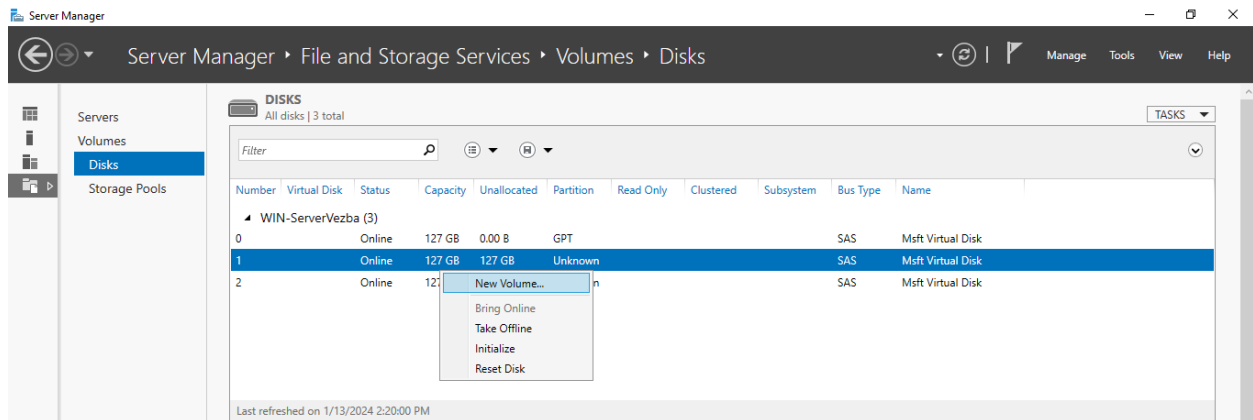 Server Manager
Server Manager ‣ File and Storage Services ‣ Volumes ‣ Disks
Manage Tools View Help
Servers
Volumes
Disks
Storage Pools
DISKS
All disks | 3 total
TASKS
Filter
Number Virtual Disk Status Capacity Unallocated Partition Read Only Clustered Subsystem Bus Type Name
WIN-ServerVezba (3)
0 Online 127 GB 0.00 B GPT SAS Msft Virtual Disk
1 Online 127 GB 127 GB Unknown SAS Msft Virtual Disk
2 Online 127 n SAS Msft Virtual Disk
New Volume...
Bring Online
Take Offline
Initialize
Reset Disk
Last refreshed on 1/13/2024 2:20:00 PM